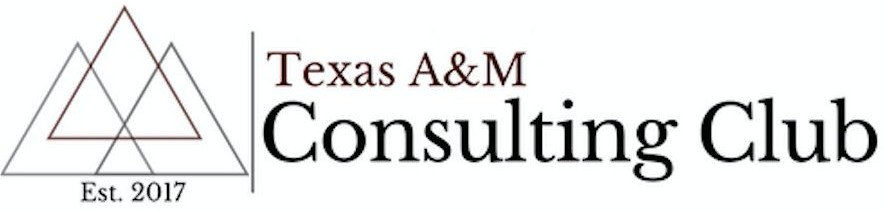 Texas A&M
Consulting Club
Est. 2017